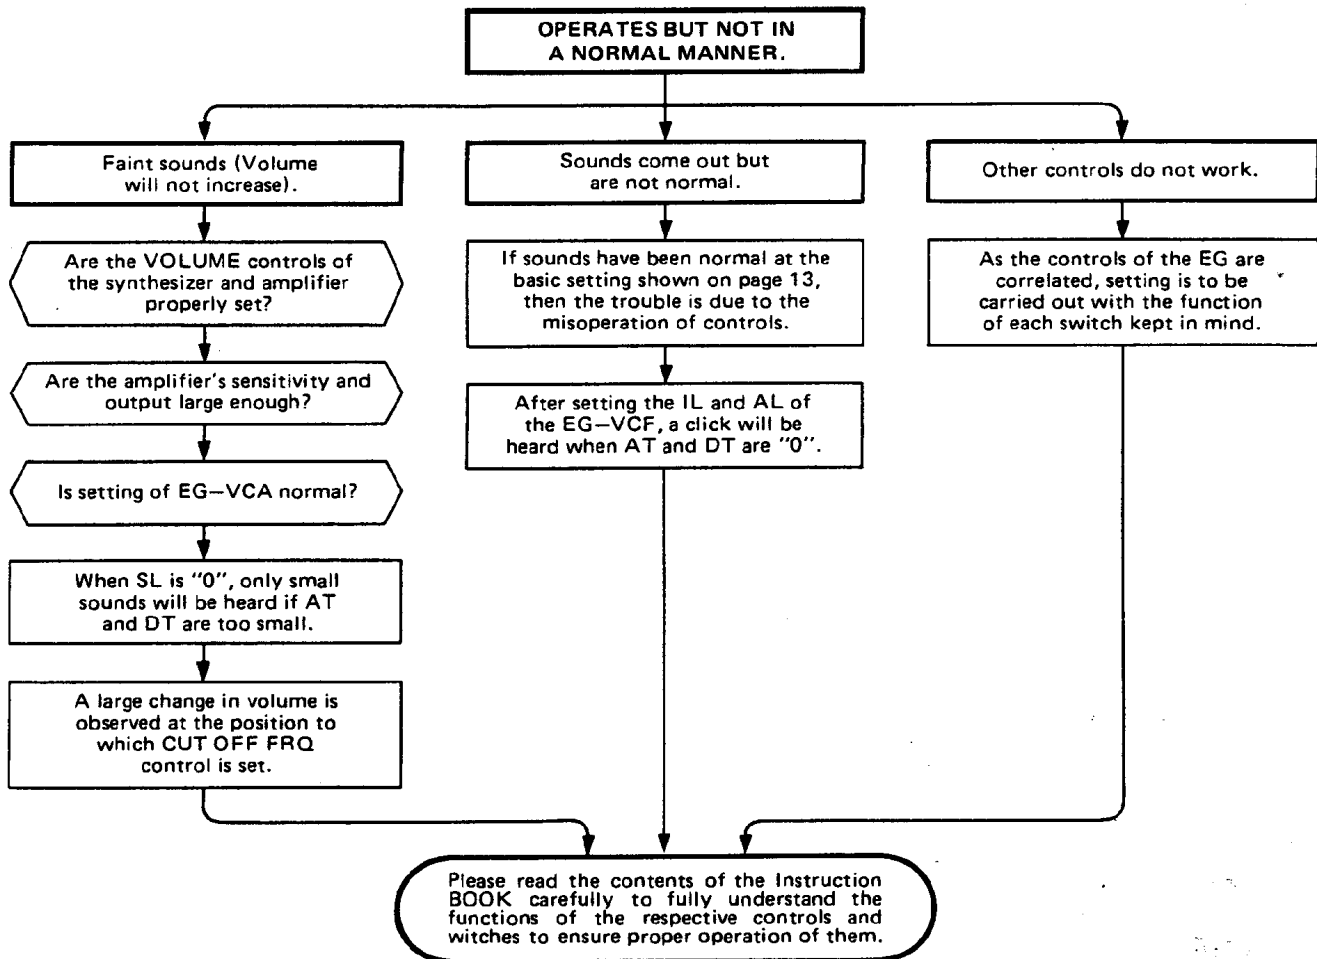 OPERATES BUT NOT IN
A NORMAL MANNER.
Faint sounds (Volume
will not increase).
Are the VOLUME controls of
the synthesizer and amplifier
properly set?
Are the amplifier's sensitivity and
output large enough?
Is setting of EG–VCA normal?
When SL is "0", only small
sounds will be heard if AT
and DT are too small.
A large change in volume is
observed at the position to
which CUT OFF FRQ
control is set.
Sounds come out but
are not normal.
If sounds have been normal at the
basic setting shown on page 13,
then the trouble is due to the
misoperation of controls.
After setting the IL and AL of
the EG–VCF, a click will be
heard when AT and DT are "0".
Other controls do not work.
As the controls of the EG are
correlated, setting is to be
carried out with the function
of each switch kept in mind.
Please read the contents of the Instruction
BOOK carefully to fully understand the
functions of the respective controls and
witches to ensure proper operation of them.